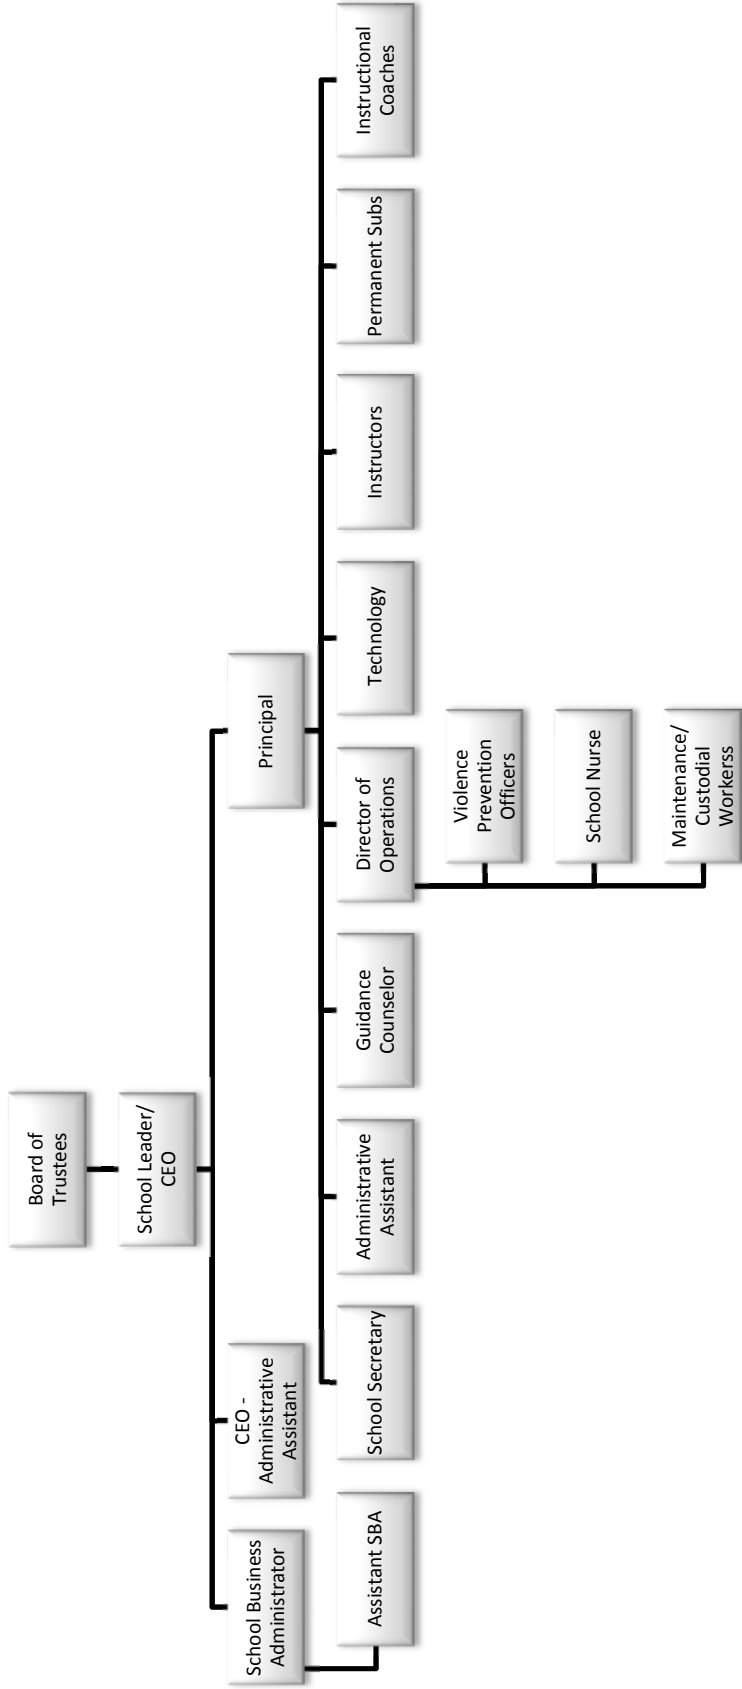 Board of
Trustees
School Leader/
CEO
School Business
Administrator
CEO -
Administrative
Assistant
Principal
Assistant SBA
School Secretary
Administrative
Assistant
Guidance
Counselor
Director of
Operations
Technology
Instructors
Permanent Subs
Instructional
Coaches
Violence
Prevention
Officers
School Nurse
Maintenance/
Custodial
Workerss